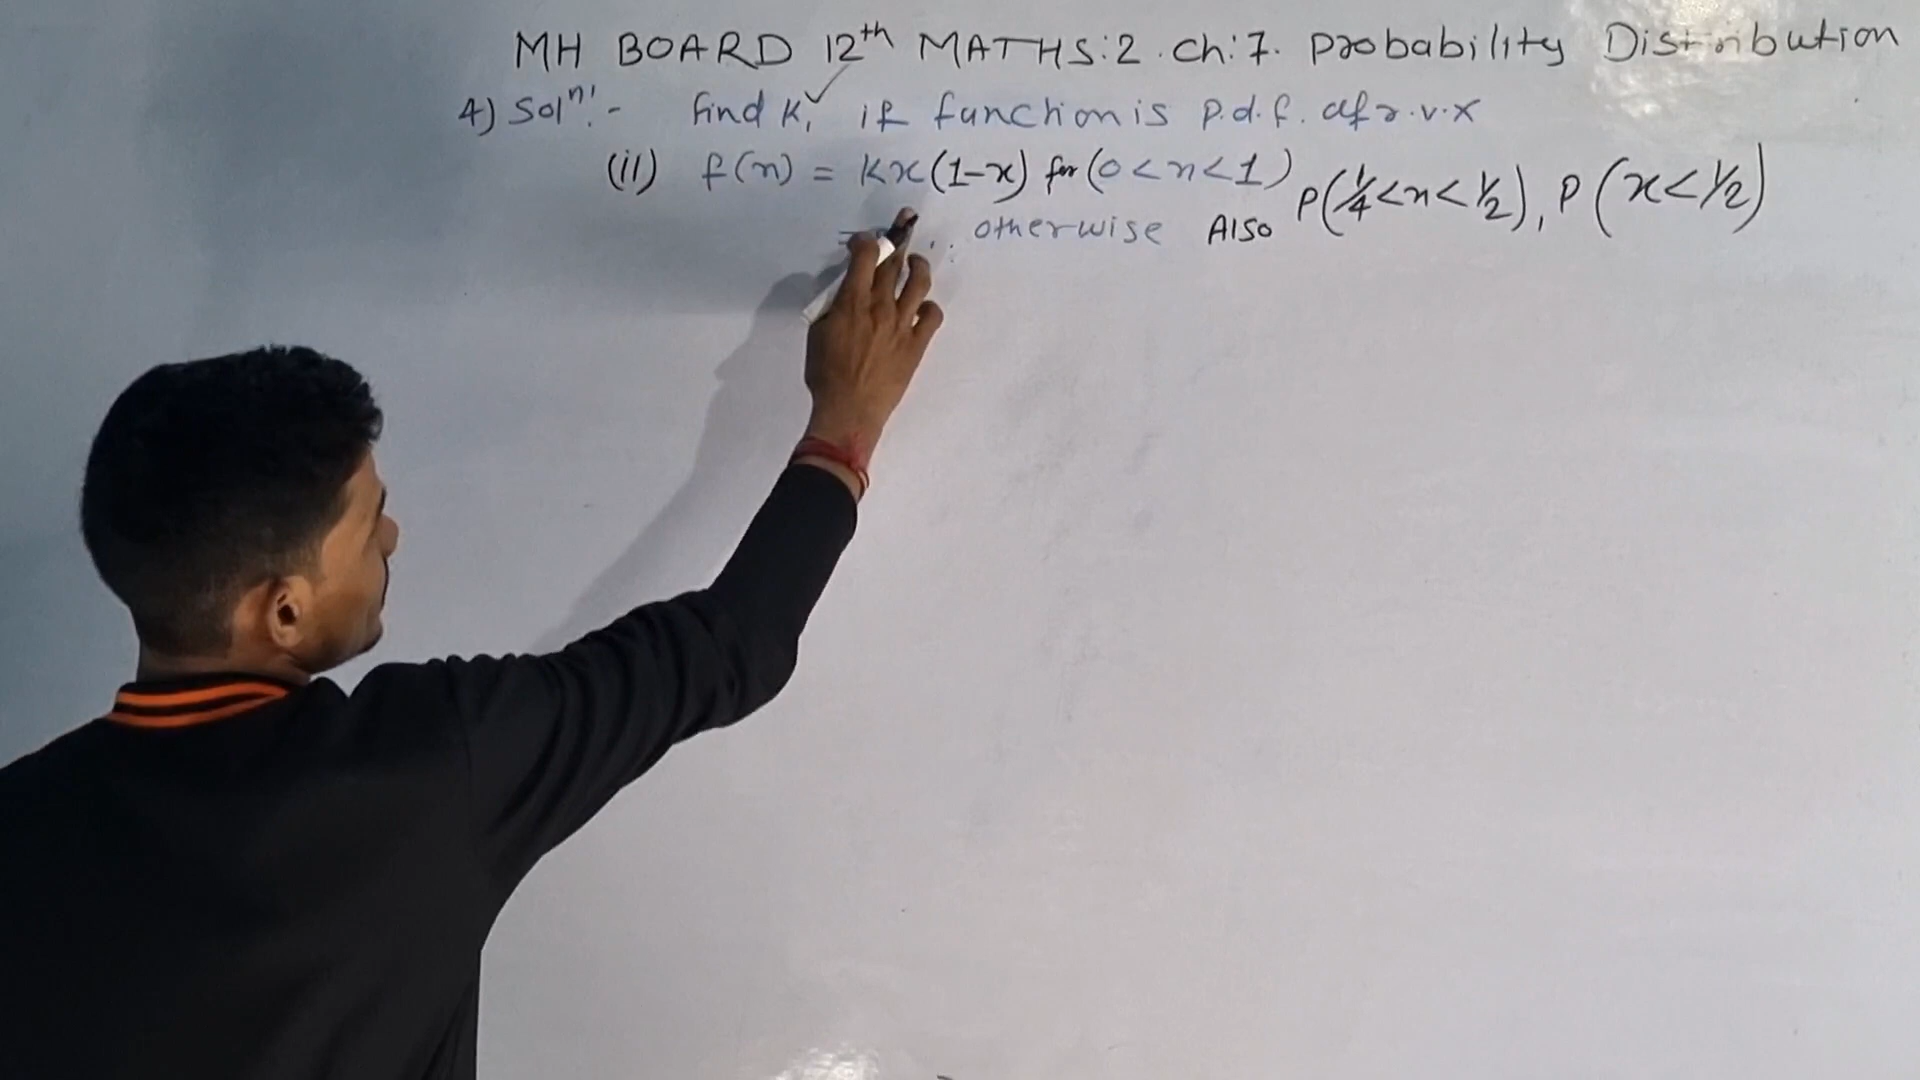 MH BOARD 12th MATHS:2. Ch:7. Probability Distribution
4) Soln:- Find K, if function is p.d.f. of r.v.x
(ii) f(x) = Kx(1-x) for (0<x<1)
= .. otherwise Also P(1/4<x<1/2), P(x<1/2)